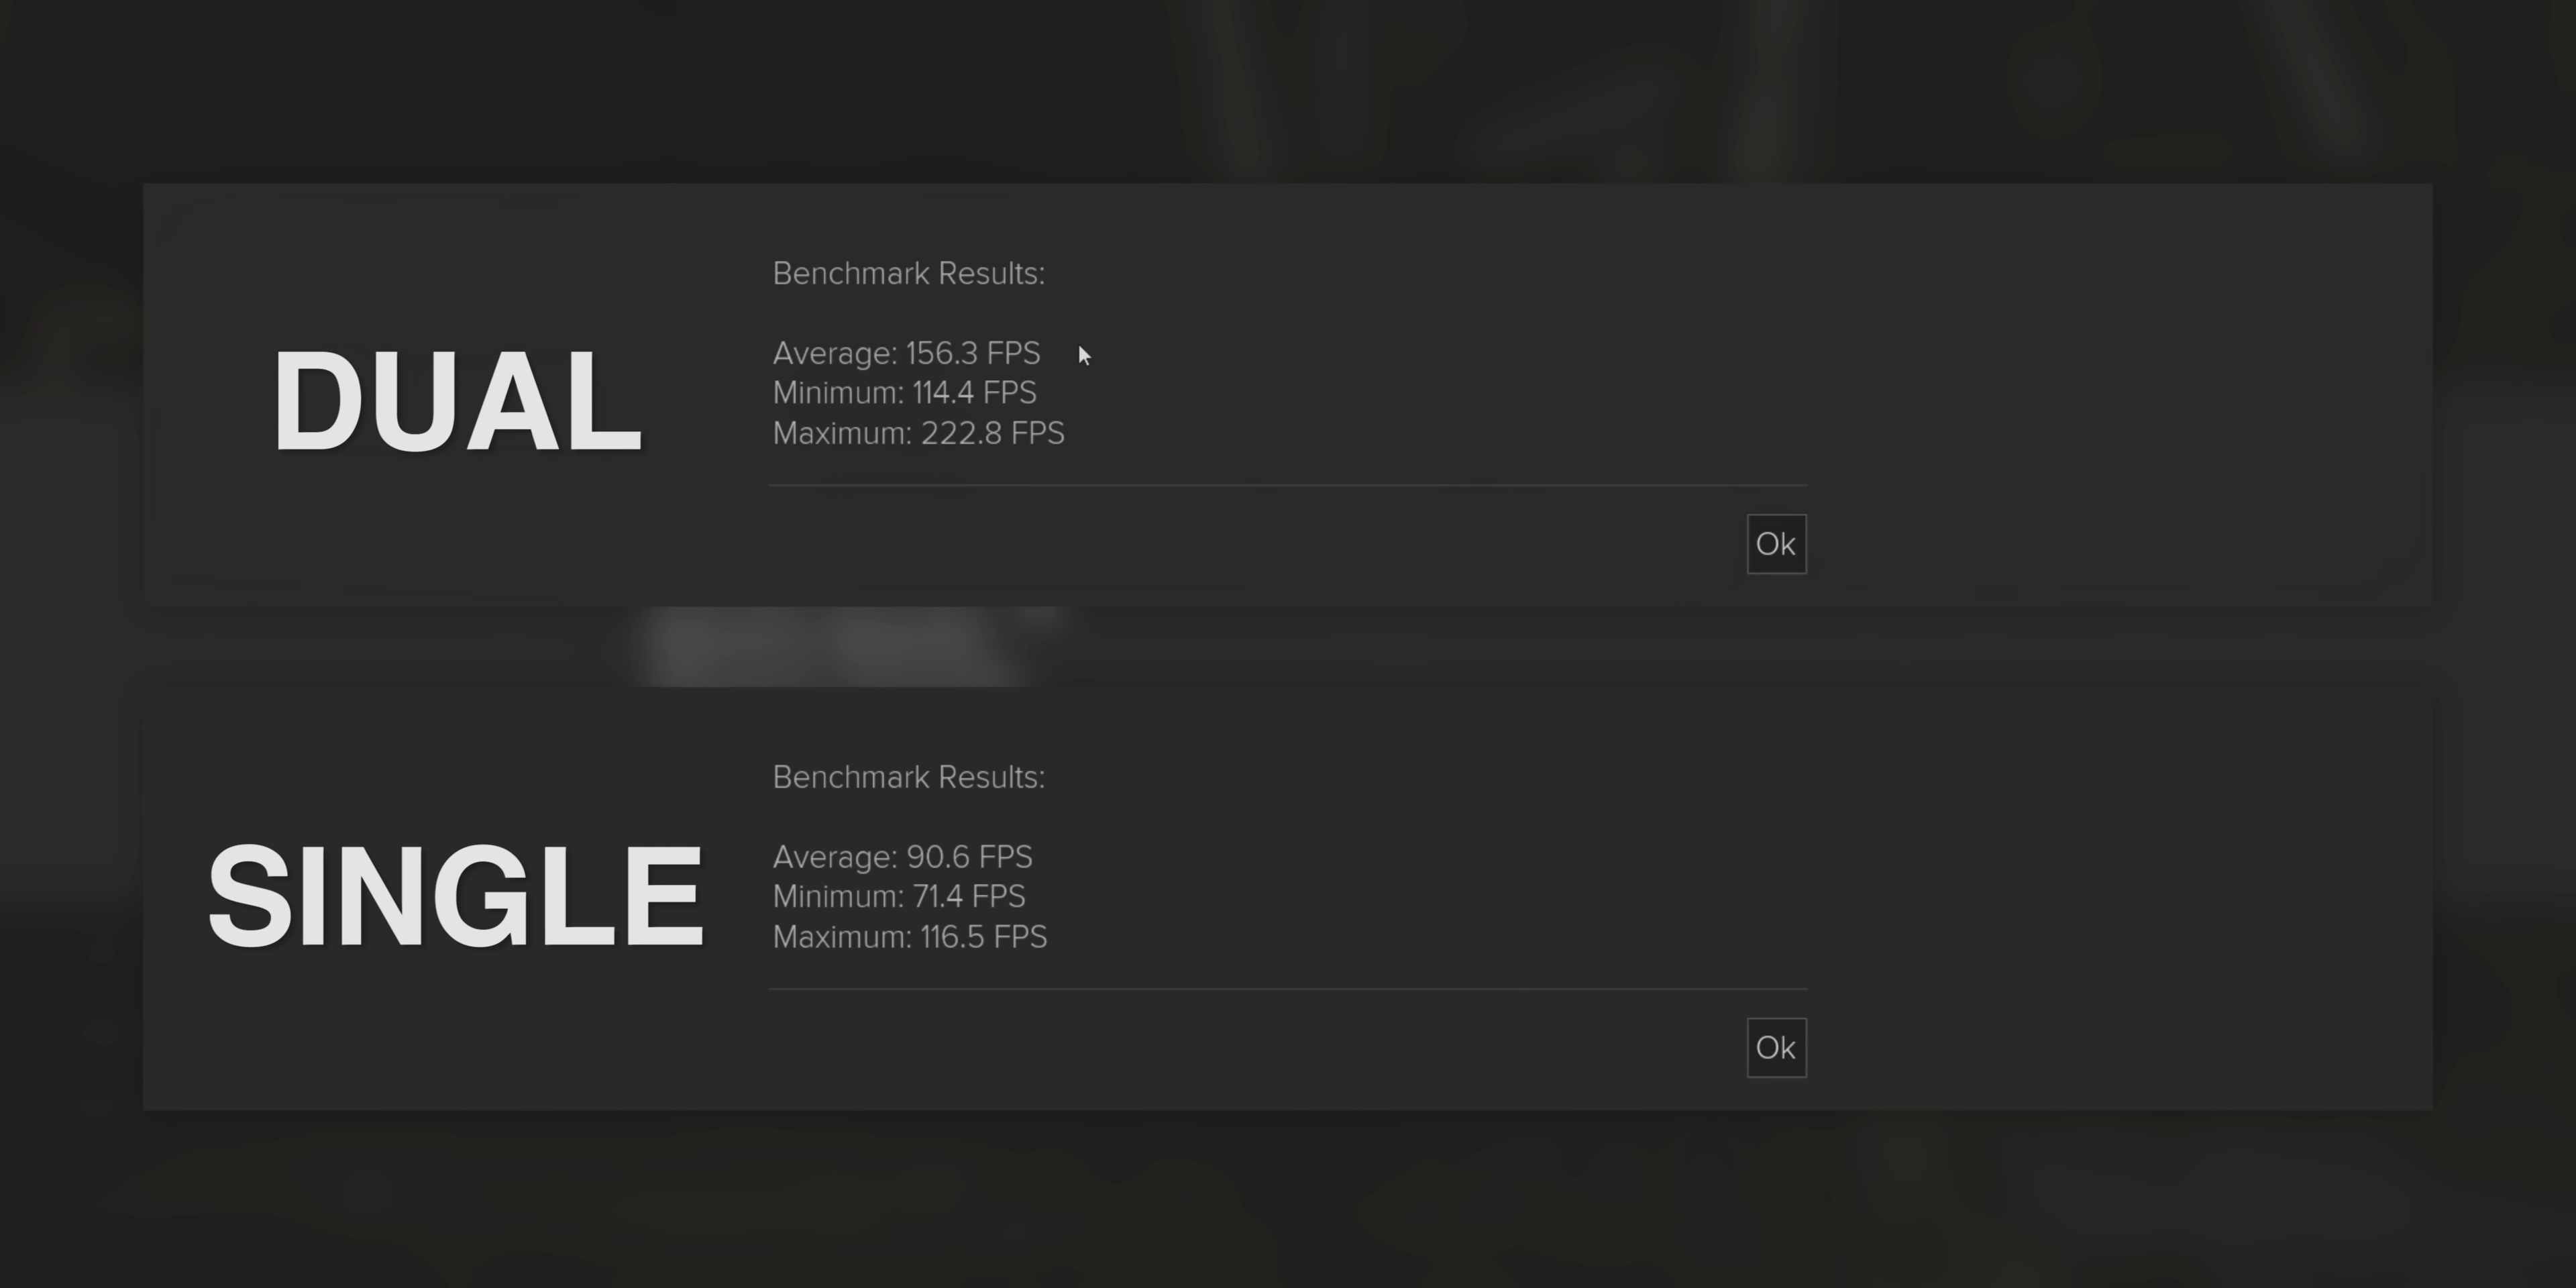 DUAL
Benchmark Results:
Average: 156.3 FPS
Minimum: 114.4 FPS
Maximum: 222.8 FPS
Ok
SINGLE
Benchmark Results:
Average: 90.6 FPS
Minimum: 71.4 FPS
Maximum: 116.5 FPS
Ok